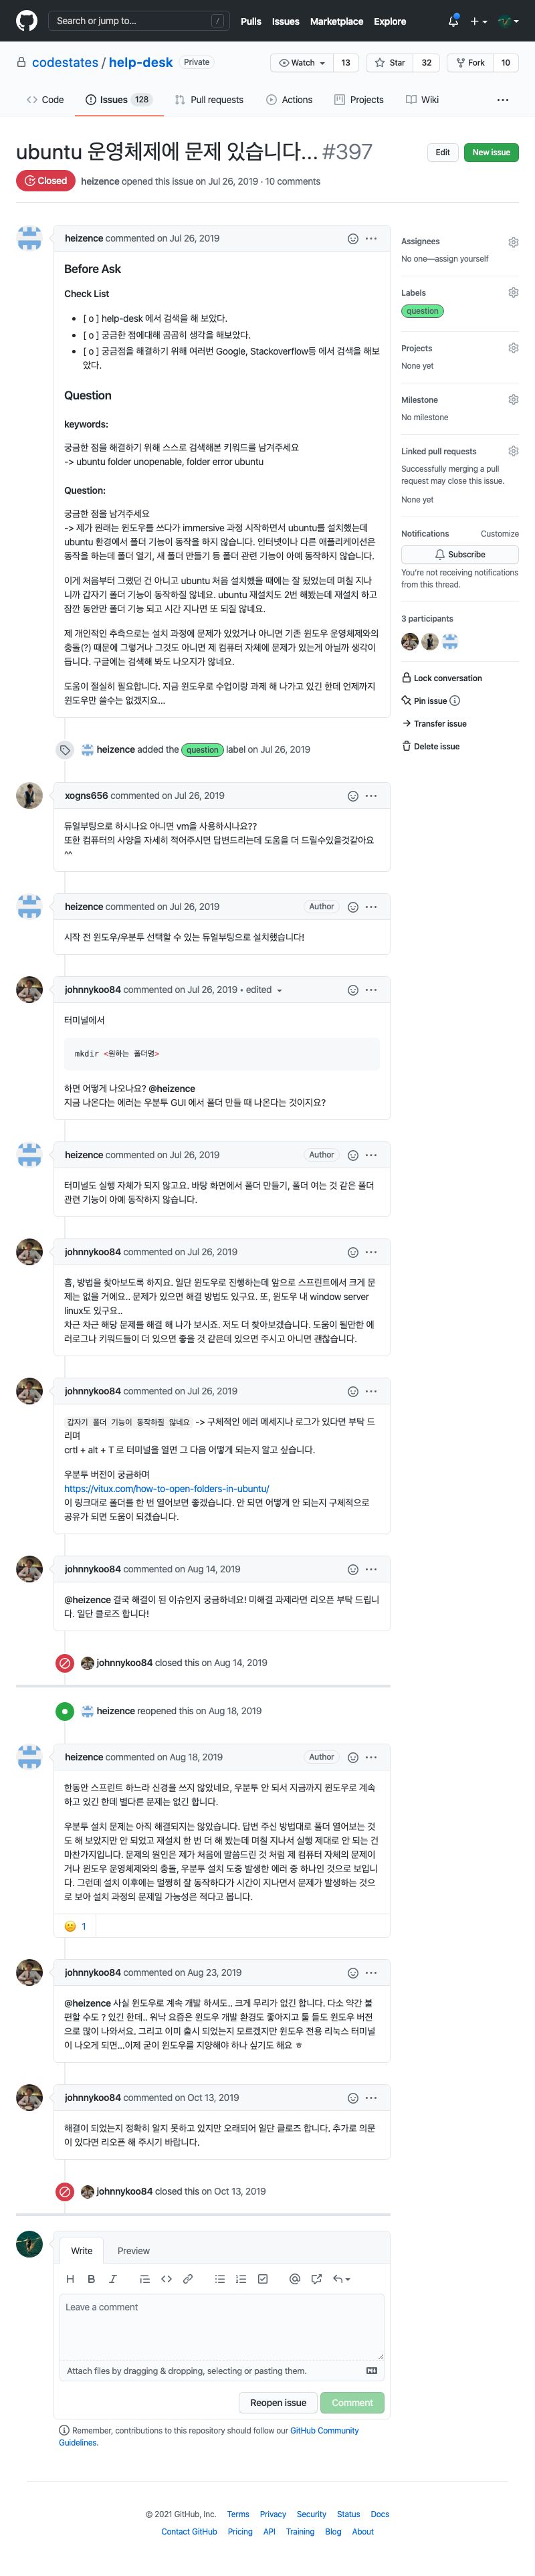 Search or jump to...
/
Pulls
Issues
Marketplace
Explore
codestates / help-desk
Private
Watch
13
Star
32
Fork
10
Code
Issues 128
Pull requests
Actions
Projects
Wiki
ubuntu 운영체제에 문제 있습니다... #397
Edit
New issue
Closed
heizence opened this issue on Jul 26, 2019 · 10 comments
heizence commented on Jul 26, 2019
Before Ask
Check List
• [ o ] help-desk 에서 검색을 해 보았다.
• [ o ] 궁금한 점에대해 곰곰히 생각을 해보았다.
• [ o ] 궁금점을 해결하기 위해 여러번 Google, Stackoverflow등 에서 검색을 해보
았다.
Question
keywords:
궁금한 점을 해결하기 위해 스스로 검색해본 키워드를 남겨주세요
-> ubuntu folder unopenable, folder error ubuntu
Question:
궁금한 점을 남겨주세요
-> 제가 원래는 윈도우를 쓰다가 immersive 과정 시작하면서 ubuntu를 설치했는데
ubuntu 환경에서 폴더 기능이 동작을 하지 않습니다. 인터넷이나 다른 애플리케이션은
동작을 하는데 폴더 열기, 새 폴더 만들기 등 폴더 관련 기능이 아예 동작하지 않습니다.
이게 처음부터 그랬던 건 아니고 ubuntu 처음 설치했을 때에는 잘 됬었는데 며칠 지나
니까 갑자기 폴더 기능이 동작하질 않네요. ubuntu 재설치도 2번 해봤는데 재설치 하고
잠깐 동안만 폴더 기능 되고 시간 지나면 또 되질 않네요.
제 개인적인 추측으로는 설치 과정에 문제가 있었거나 아니면 기존 윈도우 운영체제와의
충돌(?) 때문에 그렇거나 그것도 아니면 제 컴퓨터 자체에 문제가 있는게 아닐까 생각이
듭니다. 구글에는 검색해 봐도 나오지가 않네요.
도움이 절실히 필요합니다. 지금 윈도우로 수업이랑 과제 해 나가고 있긴 한데 언제까지
윈도우만 쓸수는 없겠지요...
heizence added the question label on Jul 26, 2019
xogns656 commented on Jul 26, 2019
듀얼부팅으로 하시나요 아니면 vm을 사용하시나요??
또한 컴퓨터의 사양을 자세히 적어주시면 답변드리는데 도움을 더 드릴수있을것같아요
^^
heizence commented on Jul 26, 2019
Author
시작 전 윈도우/우분투 선택할 수 있는 듀얼부팅으로 설치했습니다!
johnnykoo84 commented on Jul 26, 2019 • edited
터미널에서
mkdir <원하는 폴더명>
하면 어떻게 나오나요? @heizence
지금 나온다는 에러는 우분투 GUI 에서 폴더 만들 때 나온다는 것이지요?
heizence commented on Jul 26, 2019
Author
터미널도 실행 자체가 되지 않고요. 바탕 화면에서 폴더 만들기, 폴더 여는 것 같은 폴더
관련 기능이 아예 동작하지 않습니다.
johnnykoo84 commented on Jul 26, 2019
흠, 방법을 찾아보도록 하지요. 일단 윈도우로 진행하는데 앞으로 스프린트에서 크게 문
제는 없을 거에요.. 문제가 있으면 해결 방법도 있구요. 또, 윈도우 내 window server
linux도 있구요..
차근 차근 해당 문제를 해결 해 나가 보시죠. 저도 더 찾아보겠습니다. 도움이 될만한 에
러로그나 키워드들이 더 있으면 좋을 것 같은데 있으면 주시고 아니면 괜찮습니다.
johnnykoo84 commented on Jul 26, 2019
갑자기 폴더 기능이 동작하질 않네요 -> 구체적인 에러 메세지나 로그가 있다면 부탁 드
리며
crtl + alt + T 로 터미널을 열면 그 다음 어떻게 되는지 알고 싶습니다.
우분투 버전이 궁금하며
https://vitux.com/how-to-open-folders-in-ubuntu/
이 링크대로 폴더를 한 번 열어보면 좋겠습니다. 안 되면 어떻게 안 되는지 구체적으로
공유가 되면 도움이 되겠습니다.
johnnykoo84 commented on Aug 14, 2019
@heizence 결국 해결이 된 이슈인지 궁금하네요! 미해결 과제라면 리오픈 부탁 드립니
다. 일단 클로즈 합니다!
johnnykoo84 closed this on Aug 14, 2019
heizence reopened this on Aug 18, 2019
heizence commented on Aug 18, 2019
Author
한동안 스프린트 하느라 신경을 쓰지 않았네요, 우분투 안 되서 지금까지 윈도우로 계속
하고 있긴 한데 별다른 문제는 없긴 합니다.
우분투 설치 문제는 아직 해결되지는 않았습니다. 답변 주신 방법대로 폴더 열어보는 것
도 해 보았지만 안 되었고 재설치 한 번 더 해 봤는데 며칠 지나서 실행 제대로 안 되는 건
마찬가지입니다. 문제의 원인은 제가 처음에 말씀드린 것 처럼 제 컴퓨터 자체의 문제이
거나 윈도우 운영체제와의 충돌, 우분투 설치 도중 발생한 에러 중 하나인 것으로 보입니
다. 그런데 설치 이후에는 멀쩡히 잘 동작하다가 시간이 지나면서 문제가 발생하는 것으
로 보아 설치 과정의 문제일 가능성은 적다고 봅니다.
1
johnnykoo84 commented on Aug 23, 2019
@heizence 사실 윈도우로 계속 개발 하셔도.. 크게 무리가 없긴 합니다. 다소 약간 불
편할 수도 ? 있긴 한데.. 워낙 요즘은 윈도우 개발 환경도 좋아지고 툴 들도 윈도우 버전
으로 많이 나와서요. 그리고 이미 출시 되었는지 모르겠지만 윈도우 전용 리눅스 터미널
이 나오게 되면...이제 굳이 윈도우를 지양해야 하나 싶기도 해요 ㅎ
johnnykoo84 commented on Oct 13, 2019
해결이 되었는지 정확히 알지 못하고 있지만 오래되어 일단 클로즈 합니다. 추가로 의문
이 있다면 리오픈 해 주시기 바랍니다.
johnnykoo84 closed this on Oct 13, 2019
Write
Preview
Leave a comment
Attach files by dragging & dropping, selecting or pasting them.
Reopen issue
Comment
Remember, contributions to this repository should follow our GitHub Community
Guidelines.
Assignees
No one—assign yourself
Labels
question
Projects
None yet
Milestone
No milestone
Linked pull requests
Successfully merging a pull
request may close this issue.
None yet
Notifications
Customize
Subscribe
You're not receiving notifications
from this thread.
3 participants
Lock conversation
Pin issue
Transfer issue
Delete issue
© 2021 GitHub, Inc.
Terms
Privacy
Security
Status
Docs
Contact GitHub
Pricing
API
Training
Blog
About